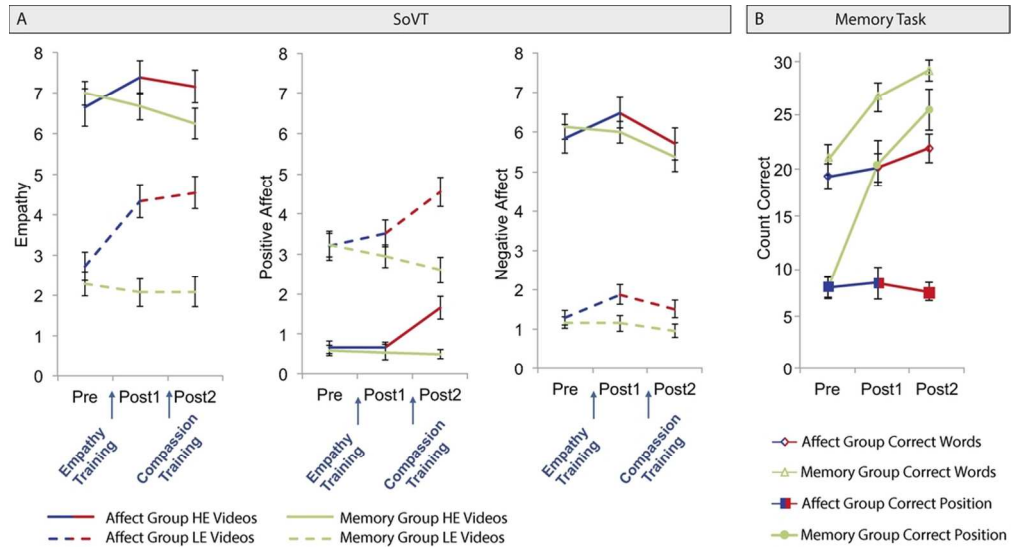 A
SoVT
B
Memory Task
8
7
6
5
4
3
2
1
0
Empathy
Pre
Post1
Post2
Empathy
Training
Compassion
Training
8
7
6
5
4
3
2
1
0
Positive Affect
Pre
Post1
Post2
Empathy
Training
Compassion
Training
8
7
6
5
4
3
2
1
0
Negative Affect
Pre
Post1
Post2
Empathy
Training
Compassion
Training
30
25
20
15
10
5
0
Count Correct
Pre
Post1
Post2
Affect Group HE Videos
Memory Group HE Videos
Affect Group LE Videos
Memory Group LE Videos
Affect Group Correct Words
Memory Group Correct Words
Affect Group Correct Position
Memory Group Correct Position